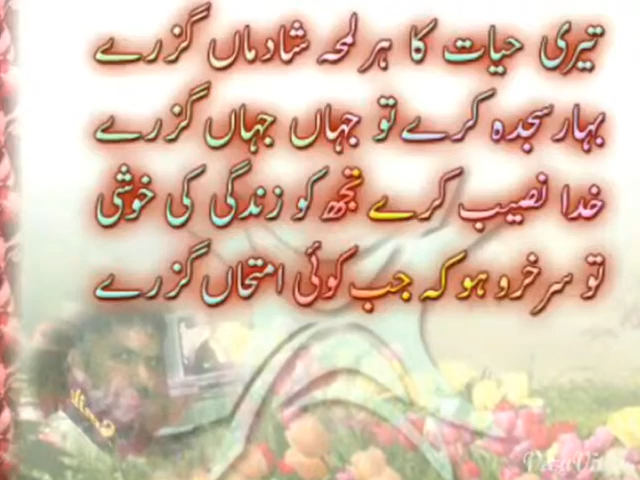 تیری حیات کا ہر لمحہ شادماں گزرے
بہار سجدہ کرے تو جہاں جہاں گزرے
خدا نصیب کرے تجھ کو زندگی کی خوشی
تو سرخرو ہو کہ جب کوئی امتحاں گزرے